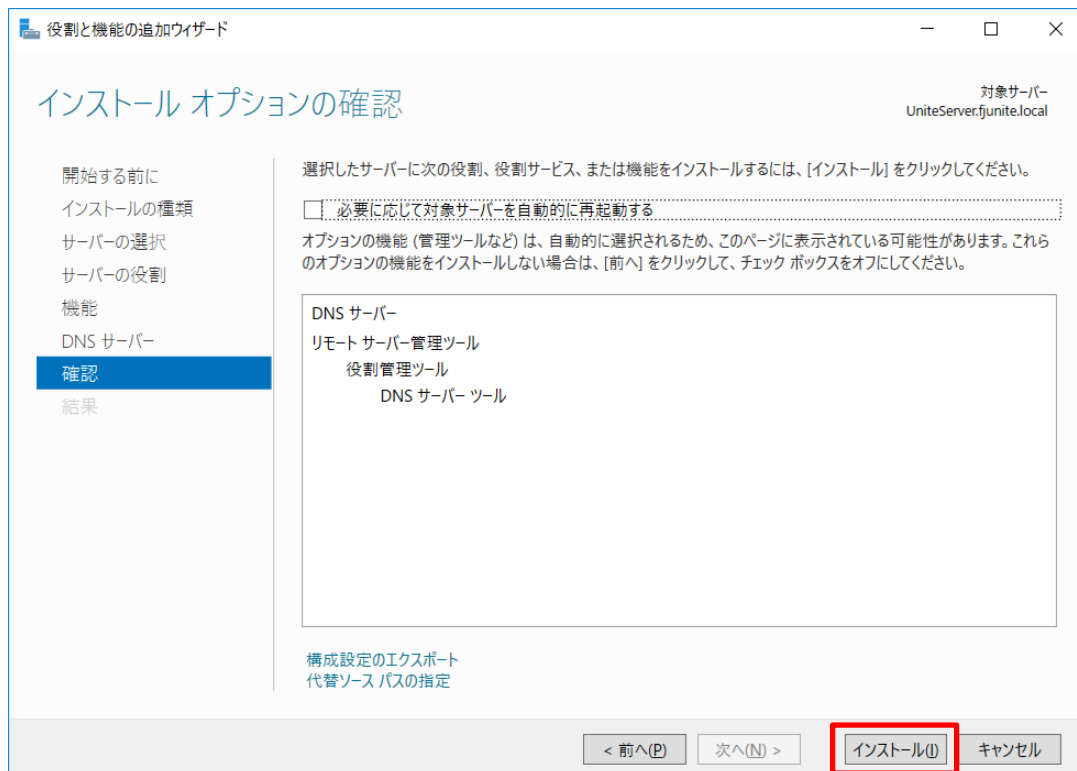 役割と機能の追加ウィザード
インストール オプションの確認
対象サーバー
UniteServer.fjunite.local
開始する前に
インストールの種類
サーバーの選択
サーバーの役割
機能
DNS サーバー
確認
結果
選択したサーバーに次の役割、役割サービス、または機能をインストールするには、[インストール] をクリックしてください。
必要に応じて対象サーバーを自動的に再起動する
オプションの機能 (管理ツールなど) は、自動的に選択されるため、このページに表示されている可能性があります。これら
のオプションの機能をインストールしない場合は、[前へ] をクリックして、チェック ボックスをオフにしてください。
DNS サーバー
リモート サーバー管理ツール
役割管理ツール
DNS サーバー ツール
構成設定のエクスポート
代替ソース パスの指定
< 前へ(P)
次へ(N) >
インストール(I)
キャンセル